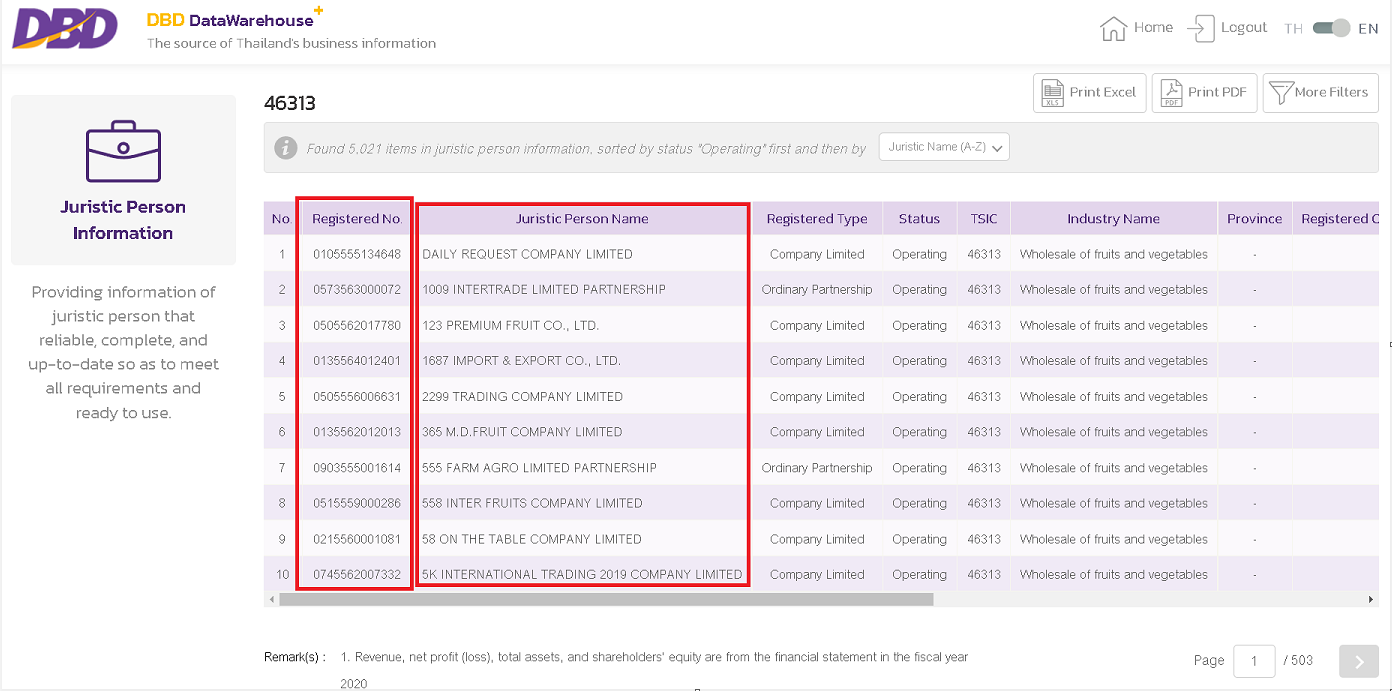 DBD
DBD DataWarehouse+
The source of Thailand's business information
Home
Logout
TH
EN
Juristic Person
Information
Providing information of
juristic person that
reliable, complete, and
up-to-date so as to meet
all requirements and
ready to use.
46313
Print Excel
Print PDF
More Filters
XLS
PDF
Found 5,021 items in juristic person information, sorted by status "Operating" first and then by
Juristic Name (A-Z)
No. Registered No. Juristic Person Name Registered Type Status TSIC Industry Name Province Registered C
1 0105555134648 DAILY REQUEST COMPANY LIMITED Company Limited Operating 46313 Wholesale of fruits and vegetables -
2 0573563000072 1009 INTERTRADE LIMITED PARTNERSHIP Ordinary Partnership Operating 46313 Wholesale of fruits and vegetables -
3 0505562017780 123 PREMIUM FRUIT CO., LTD. Company Limited Operating 46313 Wholesale of fruits and vegetables -
4 0135564012401 1687 IMPORT & EXPORT CO., LTD. Company Limited Operating 46313 Wholesale of fruits and vegetables -
5 0505556006631 2299 TRADING COMPANY LIMITED Company Limited Operating 46313 Wholesale of fruits and vegetables -
6 0135562012013 365 M.D.FRUIT COMPANY LIMITED Company Limited Operating 46313 Wholesale of fruits and vegetables -
7 0903555001614 555 FARM AGRO LIMITED PARTNERSHIP Ordinary Partnership Operating 46313 Wholesale of fruits and vegetables -
8 0515559000286 558 INTER FRUITS COMPANY LIMITED Company Limited Operating 46313 Wholesale of fruits and vegetables -
9 0215560001081 58 ON THE TABLE COMPANY LIMITED Company Limited Operating 46313 Wholesale of fruits and vegetables -
10 0745562007332 5K INTERNATIONAL TRADING 2019 COMPANY LIMITED Company Limited Operating 46313 Wholesale of fruits and vegetables -
Remark(s) : 1. Revenue, net profit (loss), total assets, and shareholders' equity are from the financial statement in the fiscal year
2020
Page 1 / 503